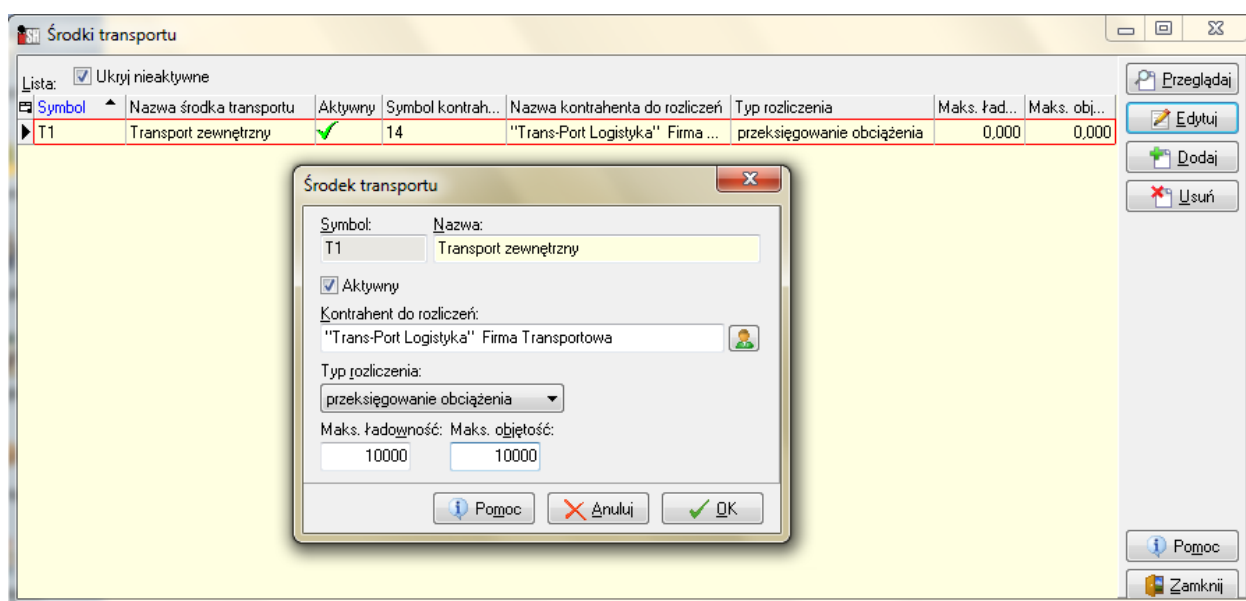 Środki transportu
Lista: Ukryj nieaktywne
Symbol Nazwa środka transportu Aktywny Symbol kontrah... Nazwa kontrahenta do rozliczeń Typ rozliczenia Maks. ład... Maks. obj...
T1 Transport zewnętrzny 14 "Trans-Port Logistyka" Firma ... przeksięgowanie obciążenia 0,000 0,000
Przeglądaj
Edytuj
Dodaj
Usuń
Środek transportu
Symbol: Nazwa:
T1 Transport zewnętrzny
Aktywny
Kontrahent do rozliczeń:
"Trans-Port Logistyka" Firma Transportowa
Typ rozliczenia:
przeksięgowanie obciążenia
Maks. ładowność: Maks. objętość:
10000 10000
Pomoc Anuluj OK
Pomoc
Zamknij